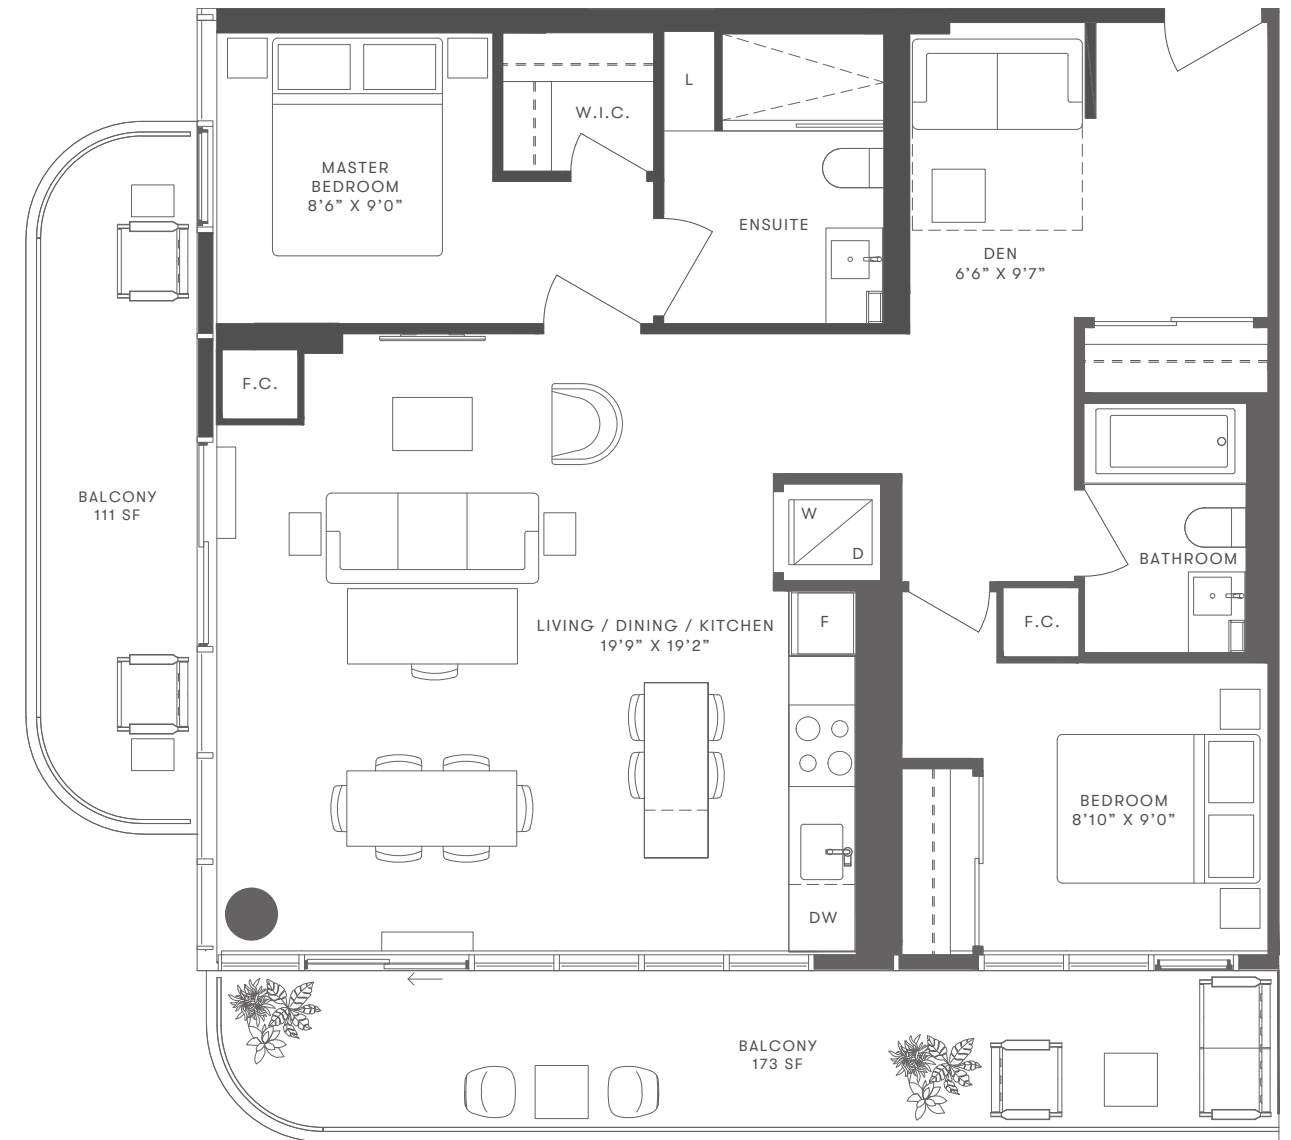 L
W.I.C.
MASTER
BEDROOM
8’6” X 9’0”
ENSUITE
DEN
6’6” X 9’7”
F.C.
BALCONY
111 SF
W
D
BATHROOM
LIVING / DINING / KITCHEN
19’9” X 19’2”
F
F.C.
BEDROOM
8’10” X 9’0”
DW
BALCONY
173 SF